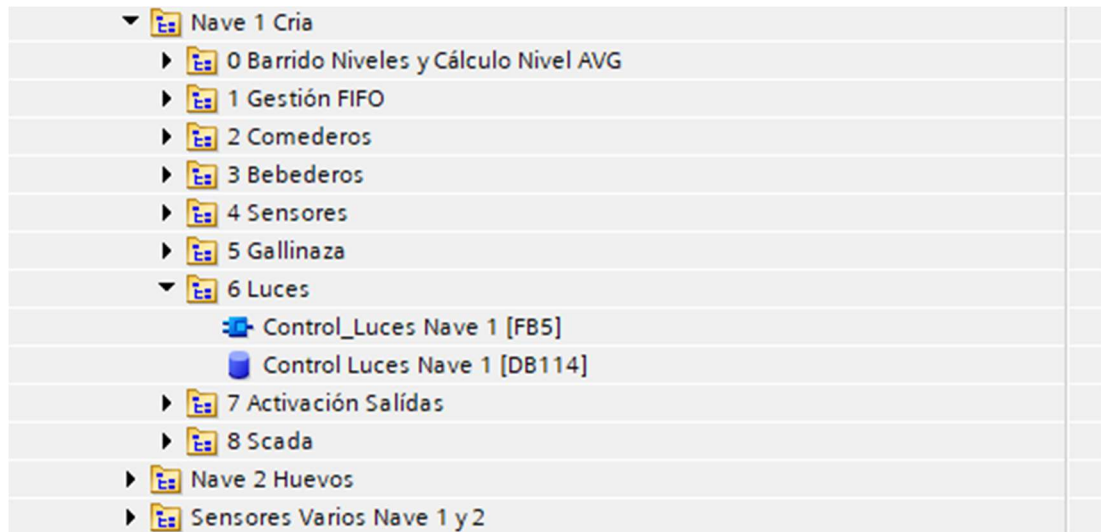 Nave 1 Cria
0 Barrido Niveles y Cálculo Nivel AVG
1 Gestión FIFO
2 Comederos
3 Bebederos
4 Sensores
5 Gallinaza
6 Luces
Control_Luces Nave 1 [FB5]
Control Luces Nave 1 [DB114]
7 Activación Salídas
8 Scada
Nave 2 Huevos
Sensores Varios Nave 1 y 2